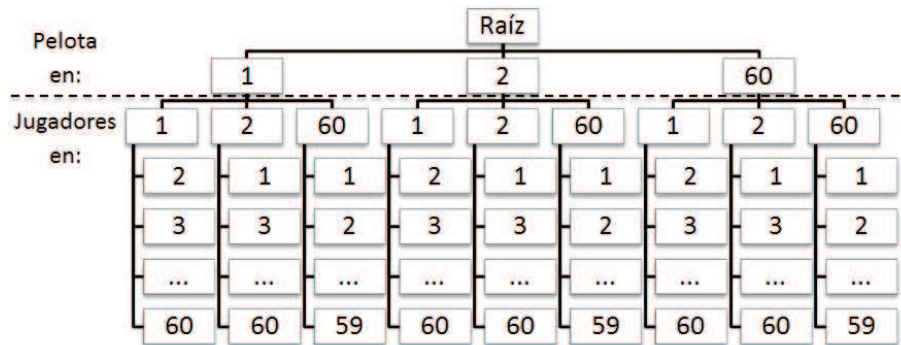 Raíz
Pelota en:
1 2 60
Jugadores en:
1 2 60 1 2 60 1 2 60
2 1 1 2 1 1 2 1 1
3 3 2 3 3 2 3 3 2
... ... ... ... ... ... ... ... ...
60 60 59 60 60 59 60 60 59